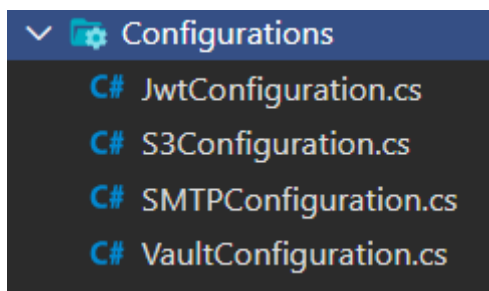 Configurations
C# JwtConfiguration.cs
C# S3Configuration.cs
C# SMTPConfiguration.cs
C# VaultConfiguration.cs